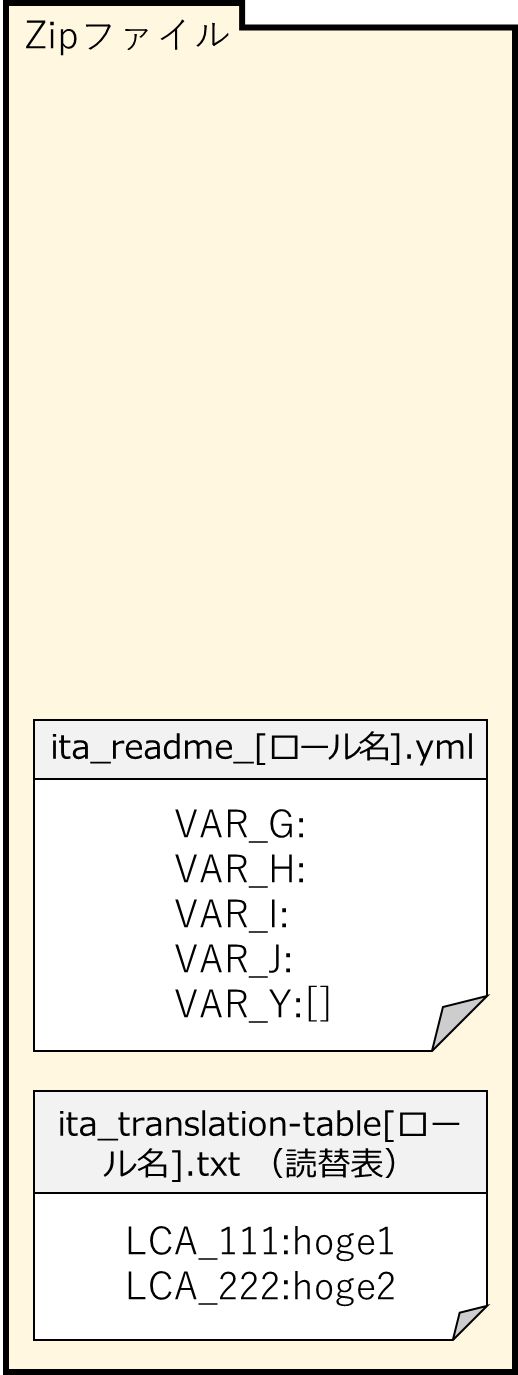 Zipファイル
ita_readme_[ロール名].yml
VAR_G:
VAR_H:
VAR_I:
VAR_J:
VAR_Y:[]
ita_translation-table[ロー
ル名].txt （読替表）
LCA_111:hoge1
LCA_222:hoge2